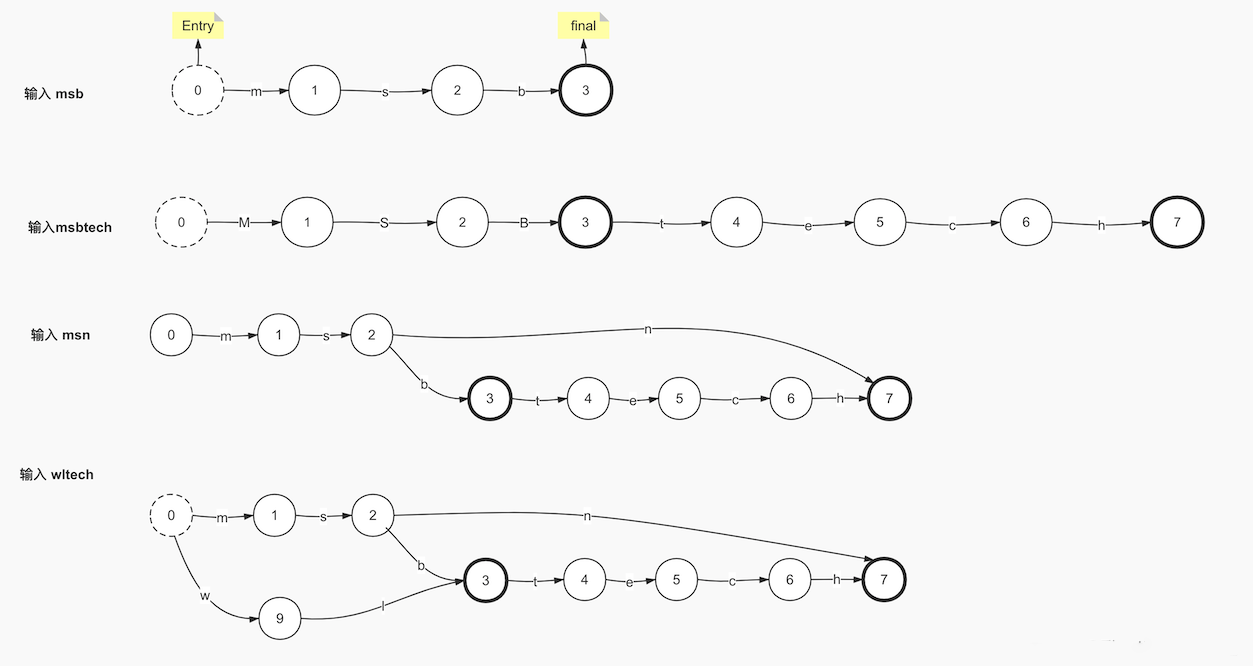 Entry
final
输入 msb
0 m 1 s 2 b 3
输入msbtech
0 M 1 S 2 B 3 t 4 e 5 c 6 h 7
输入 msn
0 m 1 s 2 n
b 3 t 4 e 5 c 6 h 7
输入 wltech
0 m 1 s 2 n
b 3 t 4 e 5 c 6 h 7
w 9 l